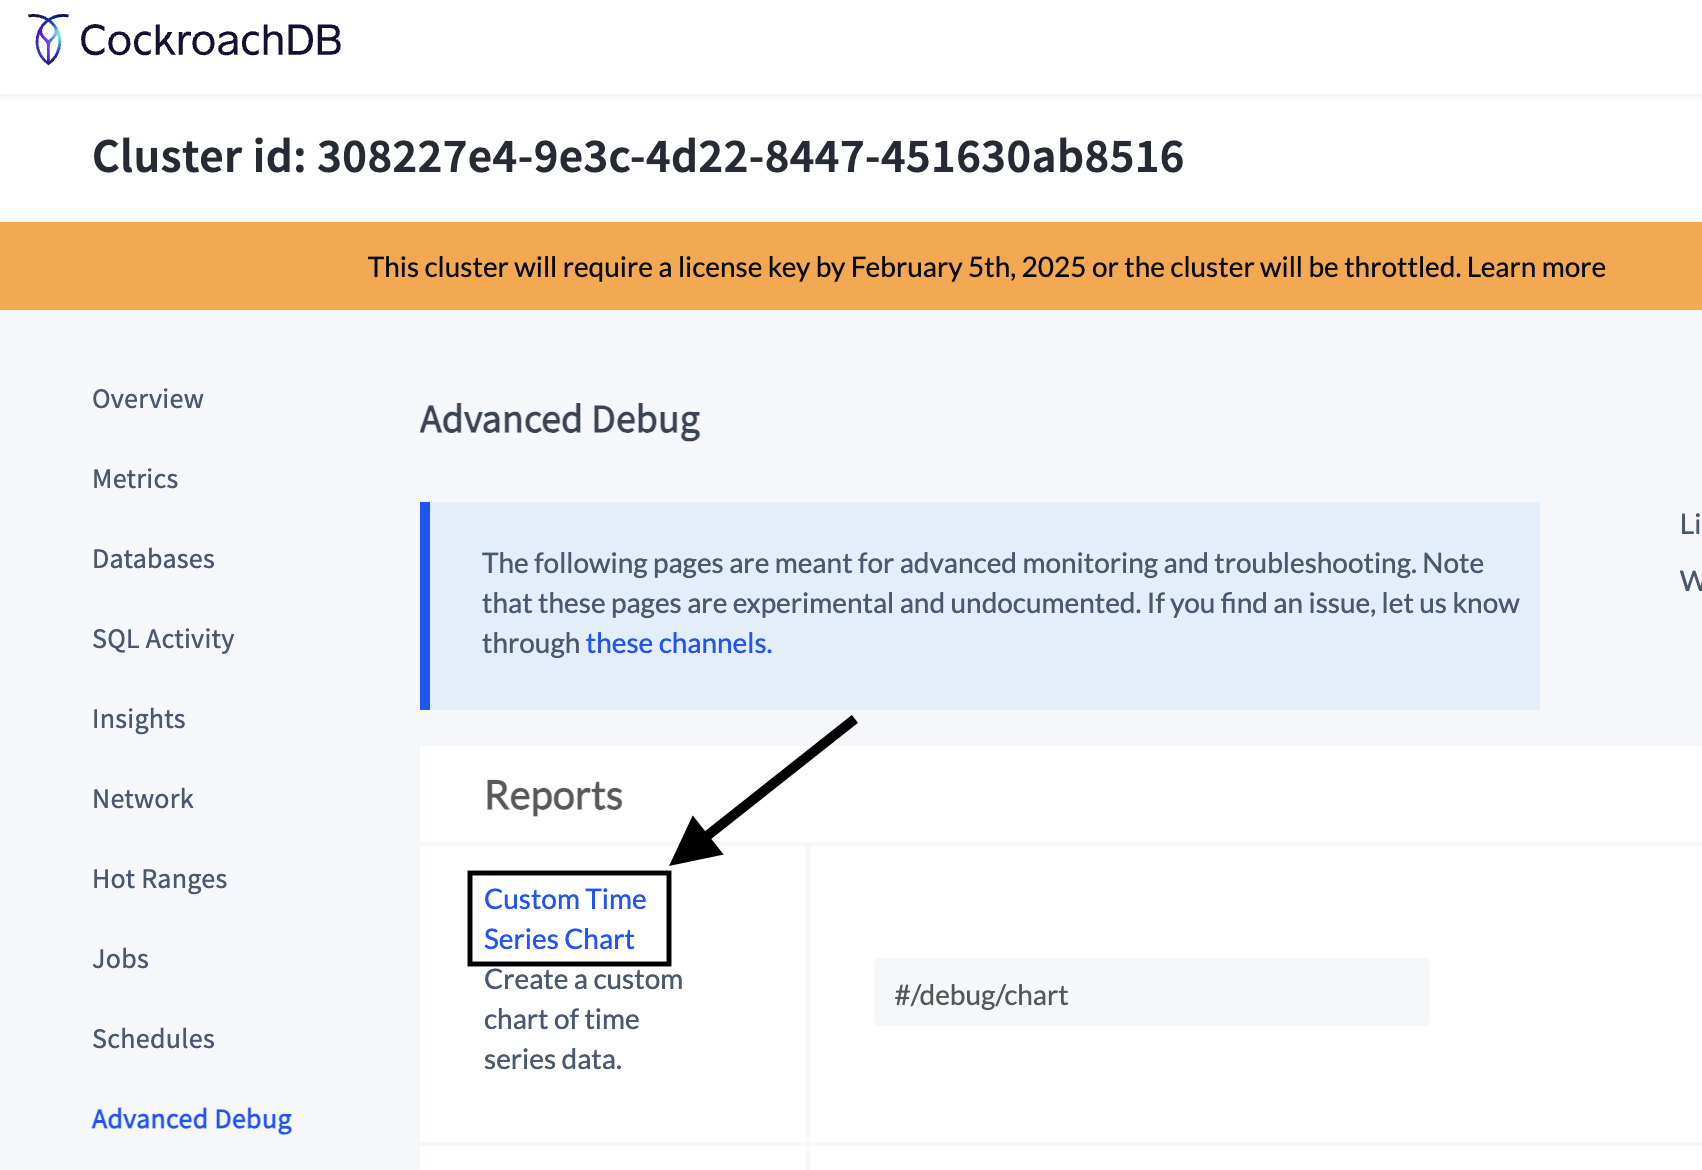 CockroachDB
Cluster id: 308227e4-9e3c-4d22-8447-451630ab8516
This cluster will require a license key by February 5th, 2025 or the cluster will be throttled. Learn more
Overview
Metrics
Databases
SQL Activity
Insights
Network
Hot Ranges
Jobs
Schedules
Advanced Debug
Advanced Debug
The following pages are meant for advanced monitoring and troubleshooting. Note
that these pages are experimental and undocumented. If you find an issue, let us know
through these channels.
Li
Reports
Custom Time
Series Chart
Create a custom
chart of time
series data.
#/debug/chart